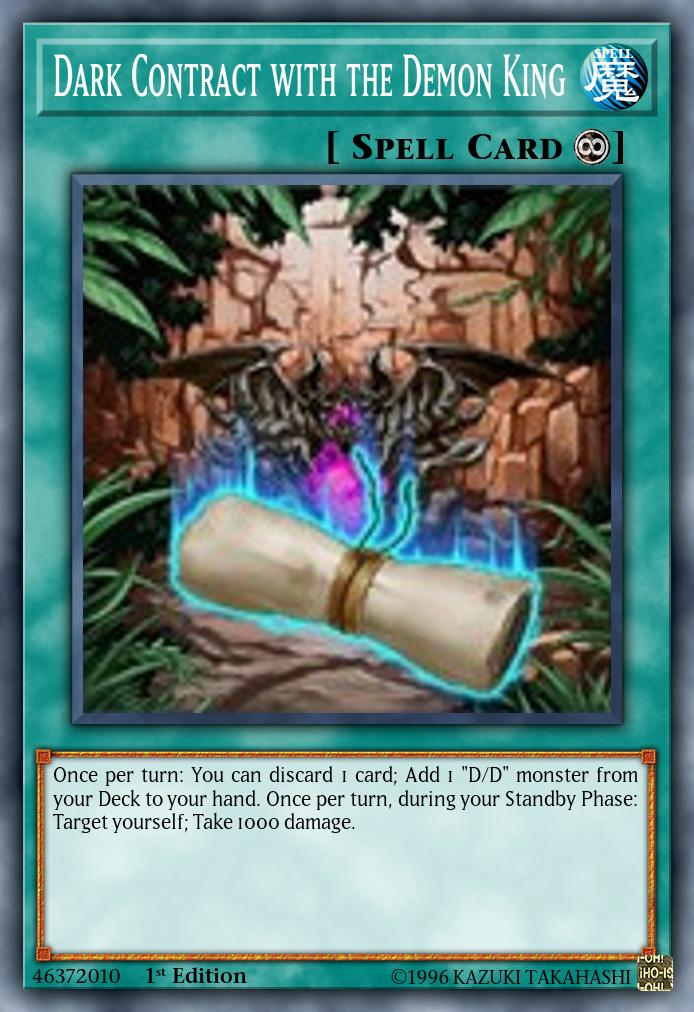 Dark Contract with the Demon King
SPELL
魔
[ Spell Card ]
Once per turn: You can discard 1 card; Add 1 "D/D" monster from
your Deck to your hand. Once per turn, during your Standby Phase:
Target yourself; Take 1000 damage.
46372010 1st Edition ©1996 KAZUKI TAKAHASHI